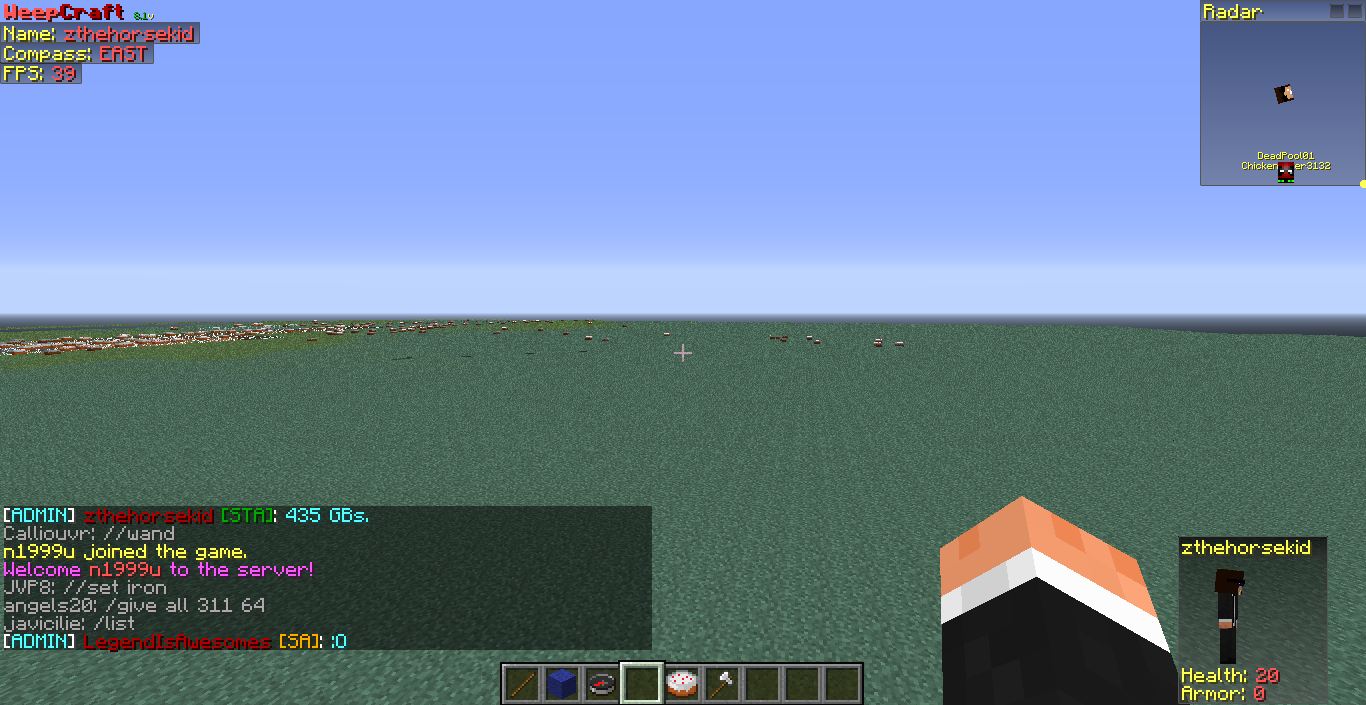 WeepCraft 6.1v
Name: zthehorsekid
Compass: EAST
FPS: 39
Radar
DeadPool01
[ADMIN] zthehorsekid [STA]: 435 GBs.
Calliouvr: //wand
n1999u joined the game.
Welcome n1999u to the server!
JVP8: //set iron
angels20: /give all 311 64
javicilie: /list
[ADMIN] LegendIsAwesomes [SA]: :O
zthehorsekid
Health: 20
Armor: 0